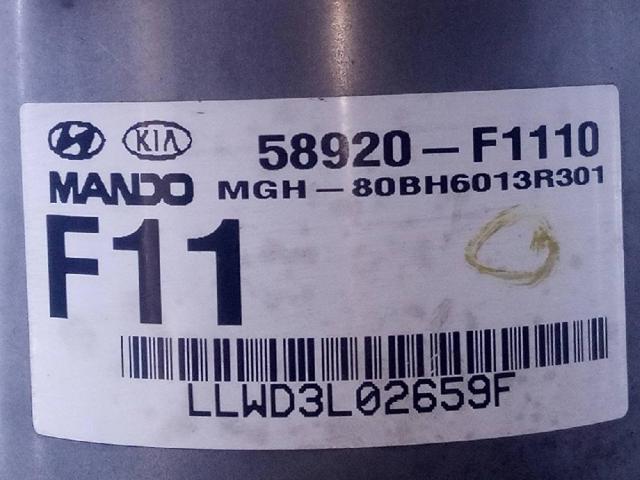 H KIA 58920-F1110
MANDO MGH-80BH6013R301
F11
LLWD3L02659F